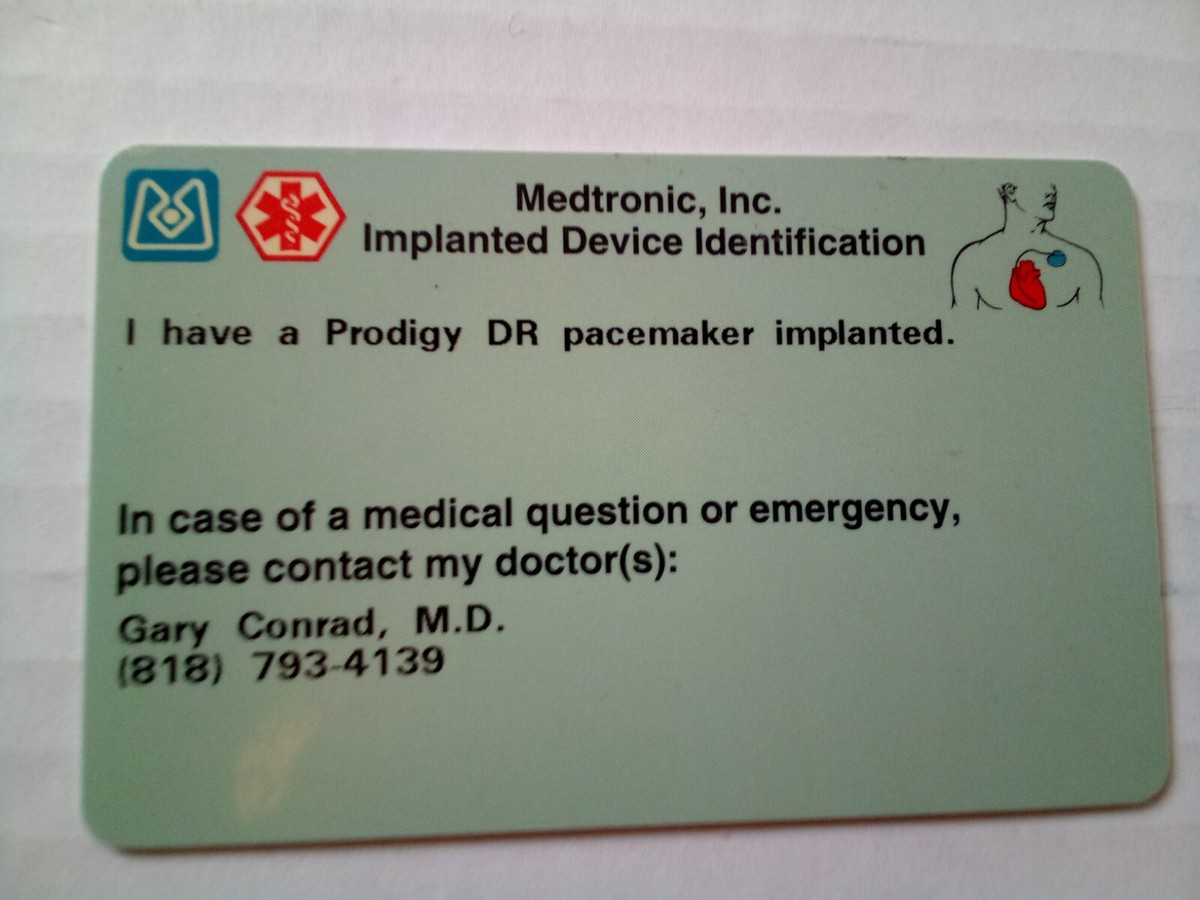 Medtronic, Inc.
Implanted Device Identification
I have a Prodigy DR pacemaker implanted.
In case of a medical question or emergency,
please contact my doctor(s):
Gary Conrad, M.D.
(818) 793-4139